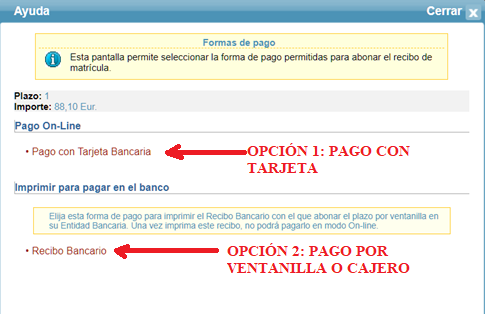 Ayuda
Cerrar X
Formas de pago
Esta pantalla permite seleccionar la forma de pago permitidas para abonar el recibo de
matrícula.
Plazo: 1
Importe: 88,10 Eur.
Pago On-Line
• Pago con Tarjeta Bancaria
OPCIÓN 1: PAGO CON
TARJETA
Imprimir para pagar en el banco
Elija esta forma de pago para imprimir el Recibo Bancario con el que abonar el plazo por ventanilla en
su Entidad Bancaria. Una vez imprima este recibo, no podrá pagarlo en modo On-line.
• Recibo Bancario
OPCIÓN 2: PAGO POR
VENTANILLA O CAJERO